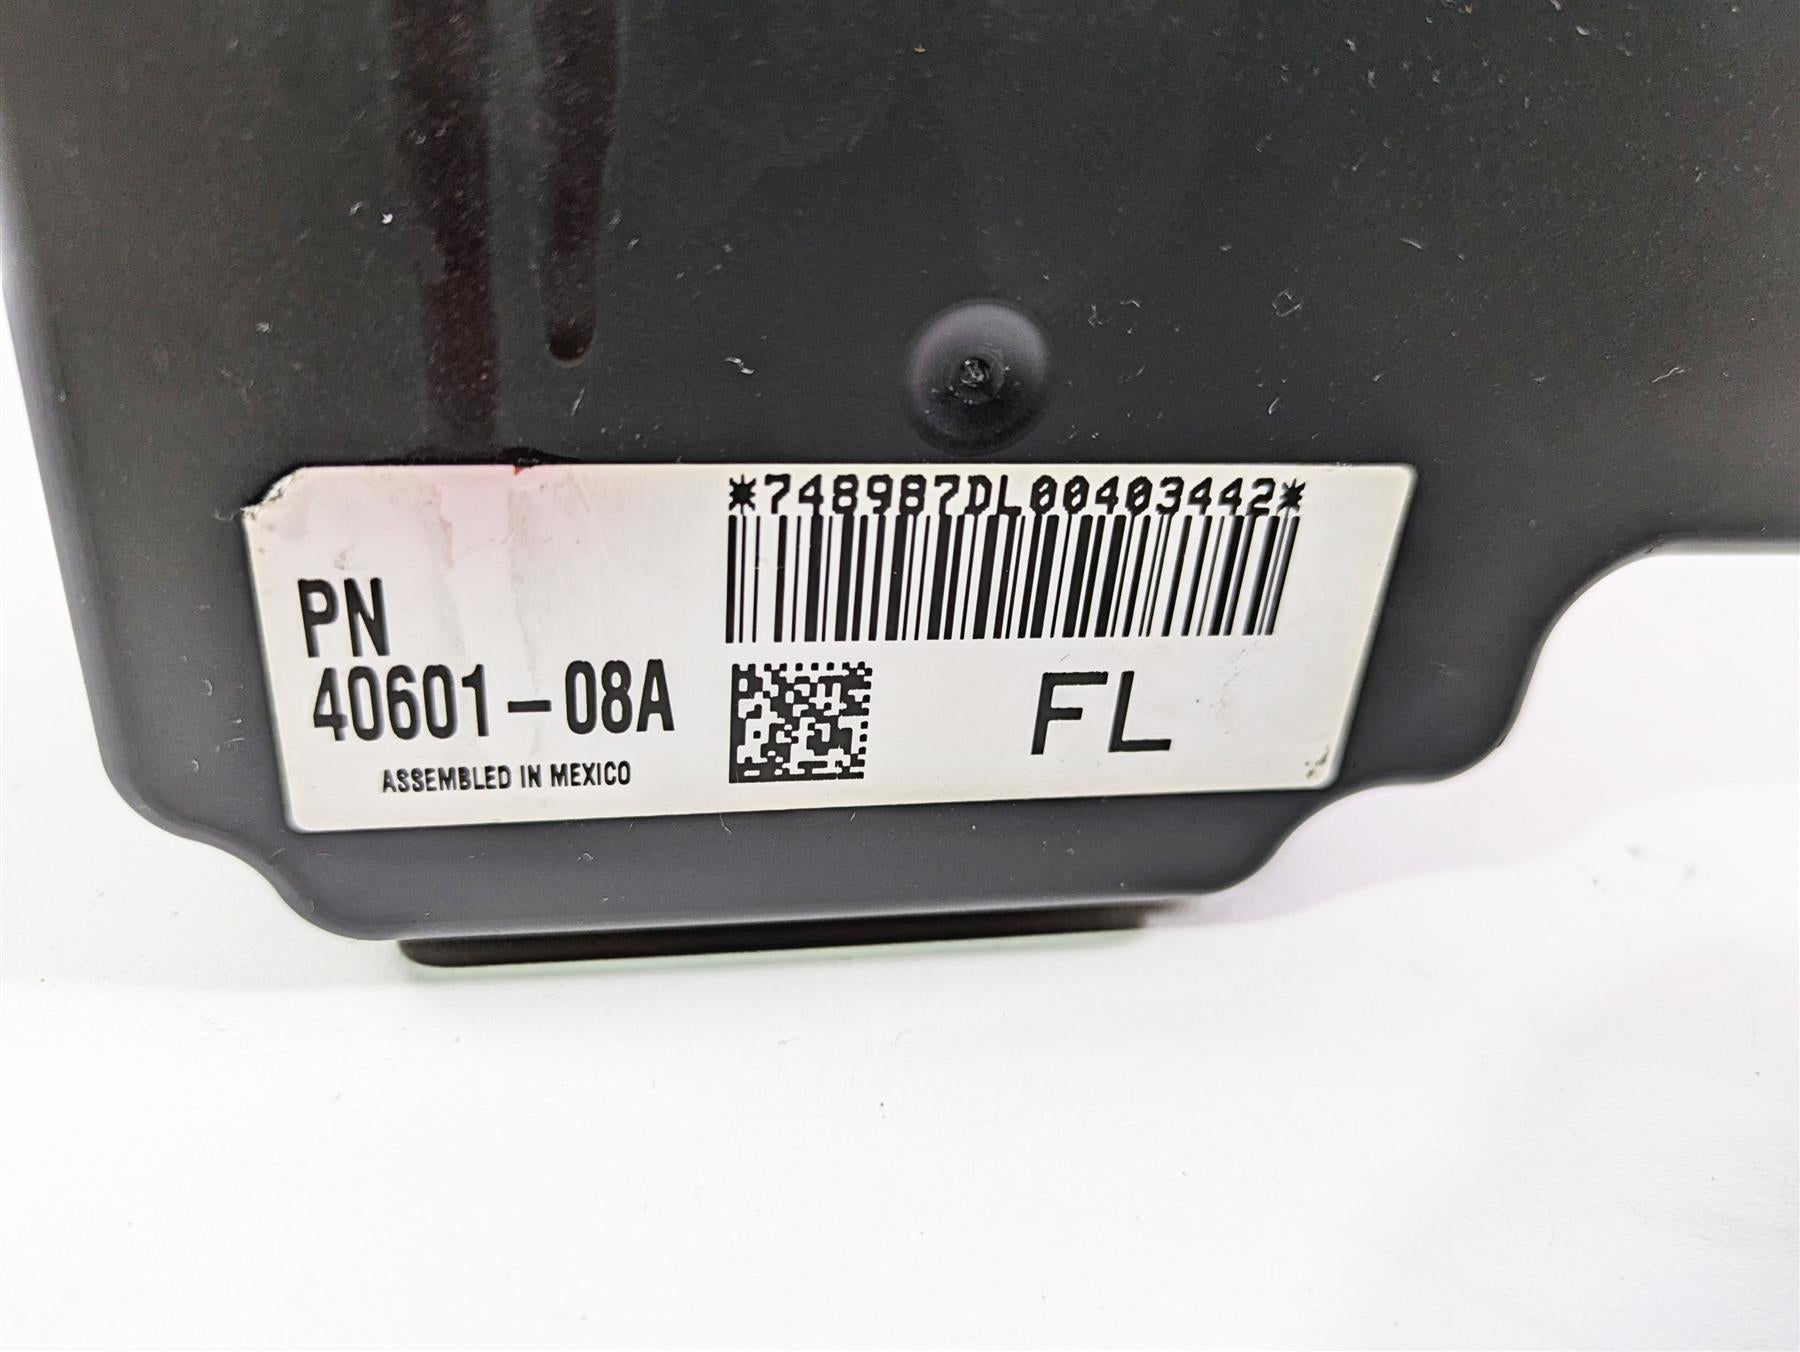 *748987DL00403442*
PN
40601-08A
ASSEMBLED IN MEXICO
FL